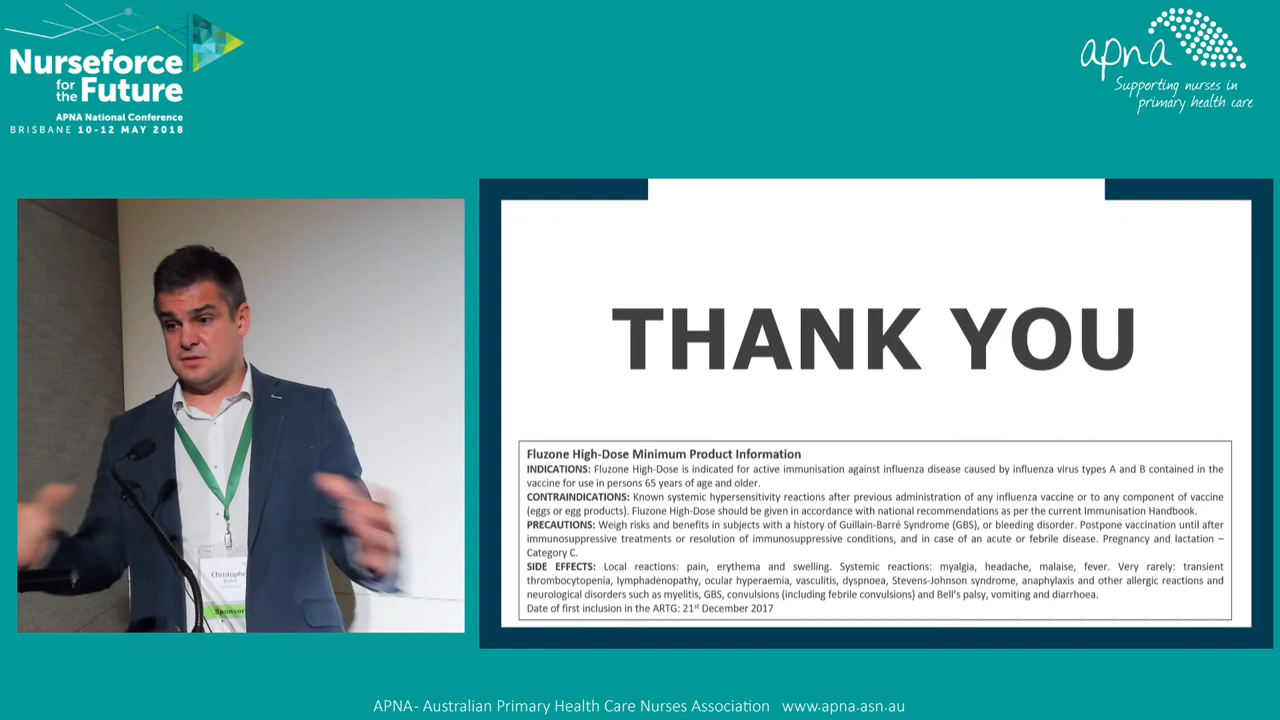 Nurseforce
for
the
Future
APNA National Conference
BRISBANE 10-12 MAY 2018
apna
Supporting nurses in
primary health care
THANK YOU
Fluzone High-Dose Minimum Product Information
INDICATIONS: Fluzone High-Dose is indicated for active immunisation against influenza disease caused by influenza virus types A and B contained in the
vaccine for use in persons 65 years of age and older.
CONTRAINDICATIONS: Known systemic hypersensitivity reactions after previous administration of any influenza vaccine or to any component of vaccine
(eggs or egg products). Fluzone High-Dose should be given in accordance with national recommendations as per the current Immunisation Handbook.
PRECAUTIONS: Weigh risks and benefits in subjects with a history of Guillain-Barré Syndrome (GBS), or bleeding disorder. Postpone vaccination until after
immunosuppressive treatments or resolution of immunosuppressive conditions, and in case of an acute or febrile disease. Pregnancy and lactation –
Category C.
SIDE EFFECTS: Local reactions: pain, erythema and swelling. Systemic reactions: myalgia, headache, malaise, fever. Very rarely: transient
thrombocytopenia, lymphadenopathy, ocular hyperaemia, vasculitis, dyspnoea, Stevens-Johnson syndrome, anaphylaxis and other allergic reactions and
neurological disorders such as myelitis, GBS, convulsions (including febrile convulsions) and Bell's palsy, vomiting and diarrhoea.
Date of first inclusion in the ARTG: 21st December 2017
Sponsor
APNA- Australian Primary Health Care Nurses Association www.apna.asn.au